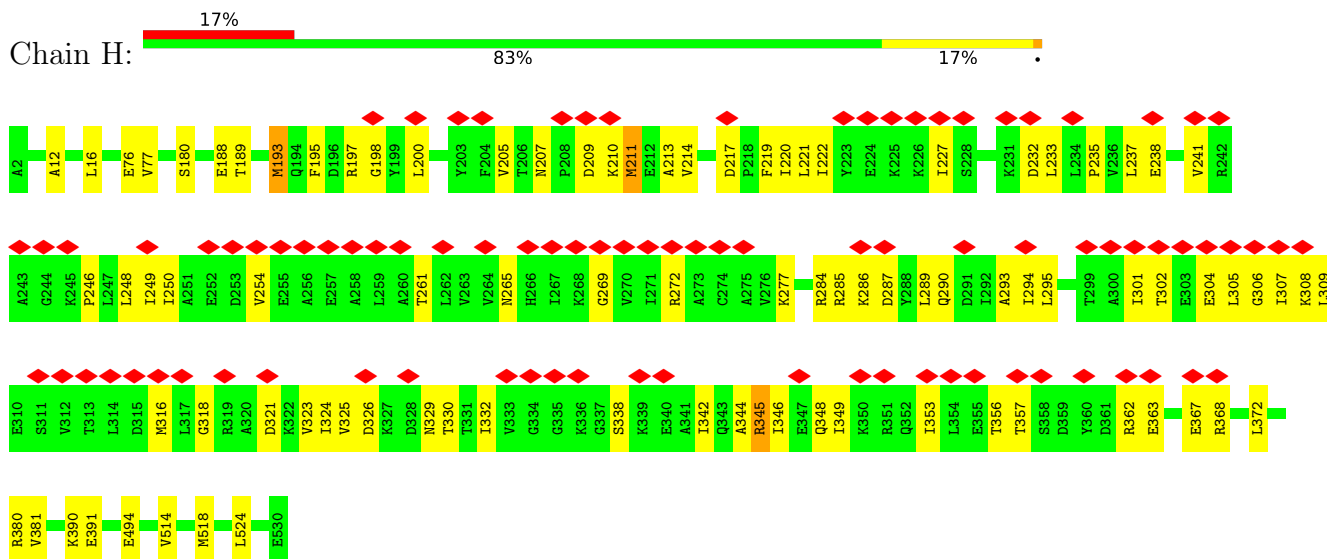 17%
Chain H:
83% 17% •
A2 A12 L16 E76 V77 S180 E188 T189 M193 Q194 F195 D196 R197 G198 Y199 L200 Y203 F204 V205 T206 N207 P208 D209 K210 M211 E212 A213 V214 D217 P218 F219 I220 L221 I222 Y223 E224 K225 K226 I227 S228 K231 D232 L233 L234 P235 V236 L237 E238 V241 R242
A243 G244 K245 P246 L247 L248 I249 I250 A251 E252 D253 V254 E255 A256 E257 A258 L259 A260 T261 L262 V263 V264 N265 H266 I267 K268 G269 V270 I271 R272 A273 C274 A275 V276 K277 R284 R285 K286 D287 Y288 L289 Q290 D291 I292 A293 I294 L295 T299 A300 I301 T302 E303 E304 L305 G306 I307 K308 L309
E310 S311 V312 T313 L314 D315 M316 L317 G318 R319 A320 D321 K322 V323 I324 V325 D326 K327 D328 N329 T330 T331 I332 V333 G334 G335 K336 G337 S338 K339 E340 A341 I342 Q343 A344 R345 I346 E347 Q348 I349 K350 R351 Q352 I353 L354 E355 T356 T357 S358 D359 Y360 D361 R362 E363 E367 R368 L372
R380 V381 K390 E391 E494 V514 M518 L524 E530